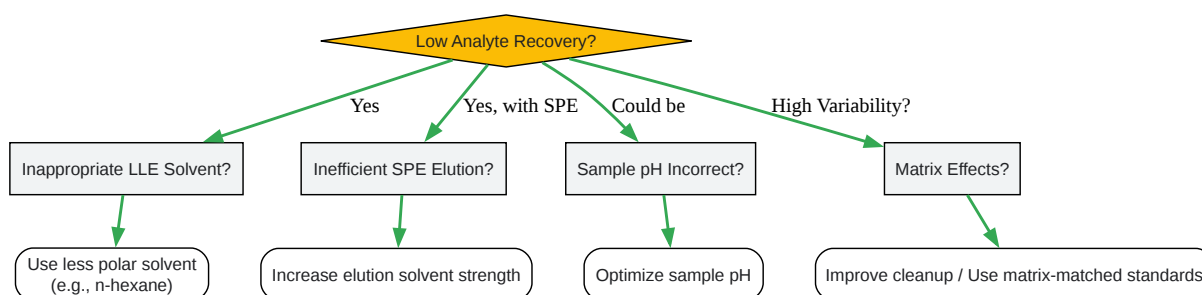 Low Analyte Recovery?
Yes
Yes, with SPE
Could be
High Variability?
Inappropriate LLE Solvent?
Inefficient SPE Elution?
Sample pH Incorrect?
Matrix Effects?
Use less polar solvent
(e.g., n-hexane)
Increase elution solvent strength
Optimize sample pH
Improve cleanup / Use matrix-matched standards